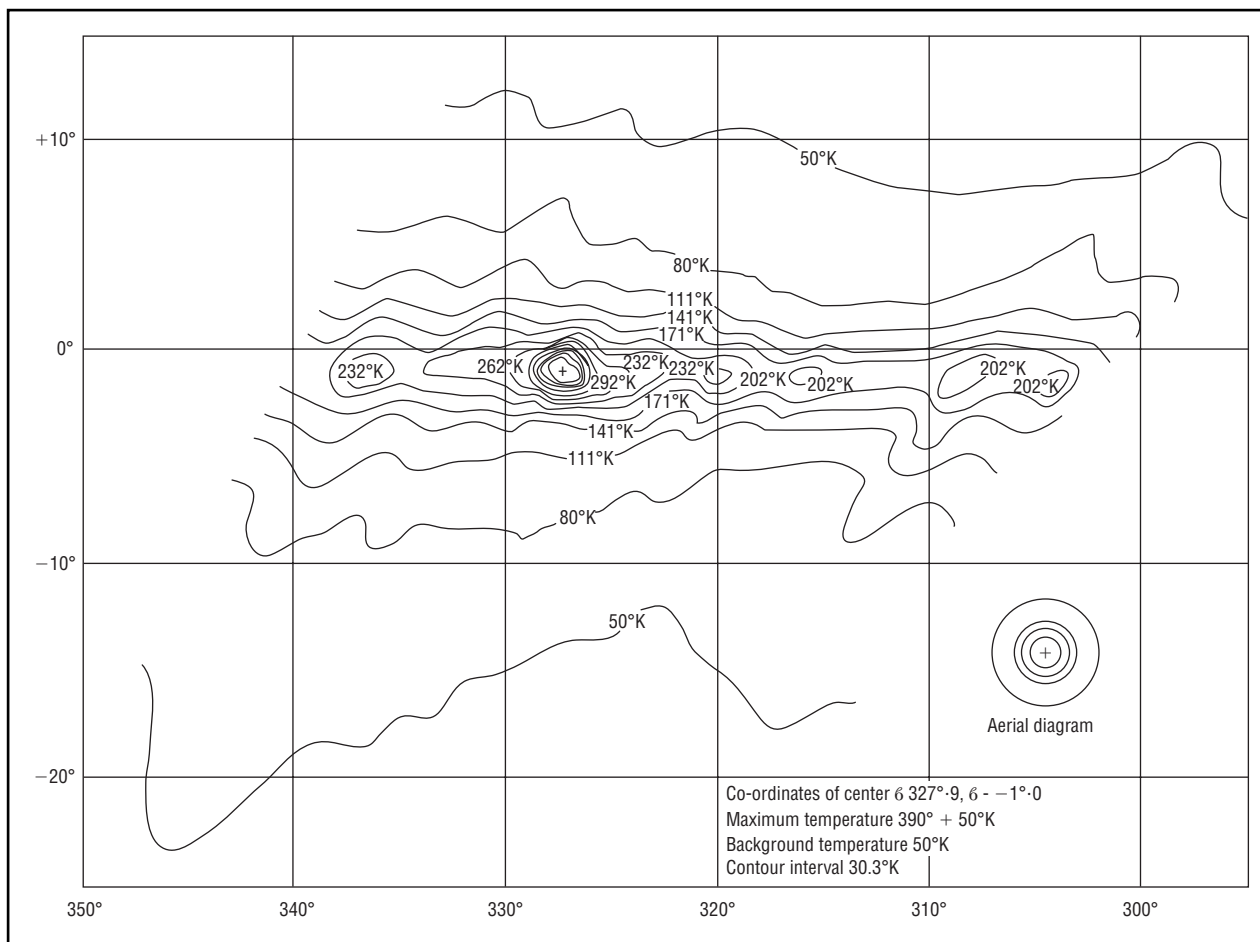 +10°
0°
−10°
−20°
350°
340°
330°
320°
310°
300°
50°K
80°K
111°K
141°K
171°K
232°K
262°K
292°K
232°K
232°K
202°K
202°K
202°K
202°K
171°K
141°K
111°K
80°K
50°K
Aerial diagram
Co-ordinates of center 6 327°·9, 6 - −1°·0
Maximum temperature 390° + 50°K
Background temperature 50°K
Contour interval 30.3°K